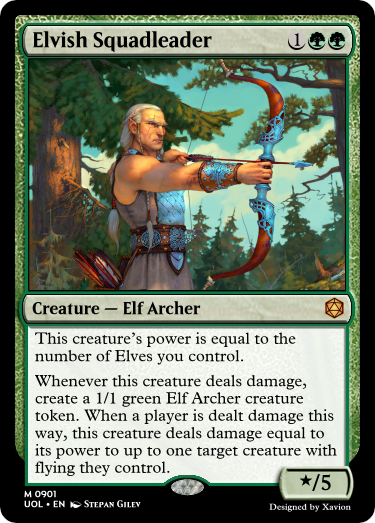 Elvish Squadleader 1
Creature — Elf Archer
This creature's power is equal to the
number of Elves you control.
Whenever this creature deals damage,
create a 1/1 green Elf Archer creature
token. When a player is dealt damage this
way, this creature deals damage equal to
its power to up to one target creature with
flying they control.
★/5
M 0901
UOL • EN Stepan Gilev
Designed by Xavion